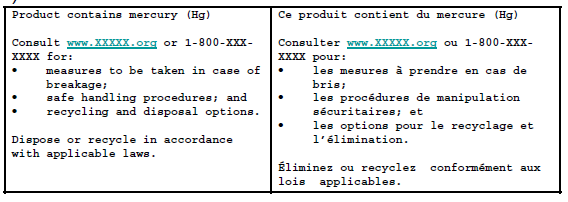 Product contains mercury (Hg)
Consult www.XXXXX.org or 1-800-XXX-
XXXX for:
• measures to be taken in case of
breakage;
• safe handling procedures; and
• recycling and disposal options.
Dispose or recycle in accordance
with applicable laws.
Ce produit contient du mercure (Hg)
Consulter www.XXXXX.org ou 1-800-XXX-
XXXX pour:
• les mesures à prendre en cas de
bris;
• les procédures de manipulation
sécuritaires; et
• les options pour le recyclage et
l'élimination.
Éliminez ou recyclez conformément aux
lois applicables.